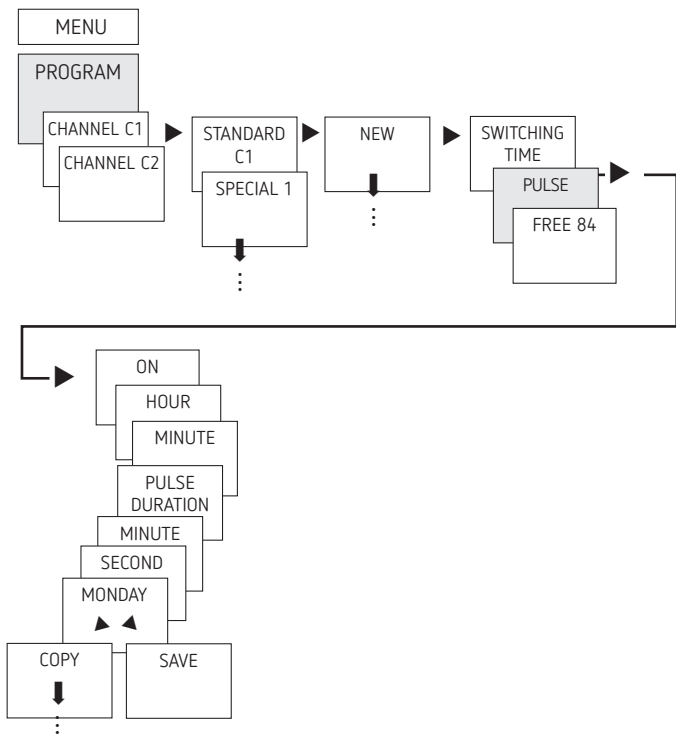 MENU
PROGRAM
CHANNEL C1
CHANNEL C2
STANDARD
C1
SPECIAL 1
NEW
SWITCHING
TIME
PULSE
FREE 84
ON
HOUR
MINUTE
PULSE
DURATION
MINUTE
SECOND
MONDAY
COPY
SAVE